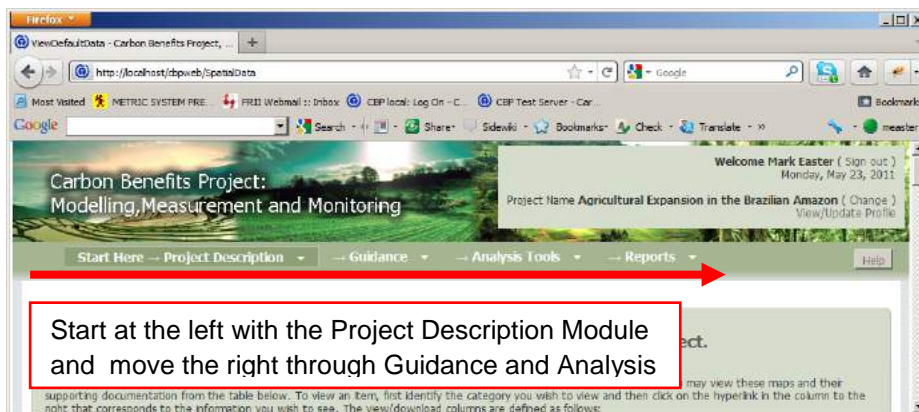 Firefox
ViewDefaultData - Carbon Benefits Project, ...
http://localhost/cbpweb/SpatialData
Google
Most Visited METRIC SYSTEM PRE... FRII Webmail :: Inbox CBP local: Log On - C... CBP Test Server - Car... Bookmark
Google Search Share Sidewiki Bookmarks Check Translate measter
Welcome Mark Easter ( Sign out )
Monday, May 23, 2011
Carbon Benefits Project:
Modelling,Measurement and Monitoring
Project Name Agricultural Expansion in the Brazilian Amazon ( Change )
View/Update Profile
Start Here → Project Description → Guidance → Analysis Tools → Reports Help
Start at the left with the Project Description Module
and move the right through Guidance and Analysis
ect.
may view these maps and their
supporting documentation from the table below. To view an item, first identify the category you wish to view and then click on the hyperlink in the column to the
right that corresponds to the information you wish to see. The view/download columns are defined as follows: